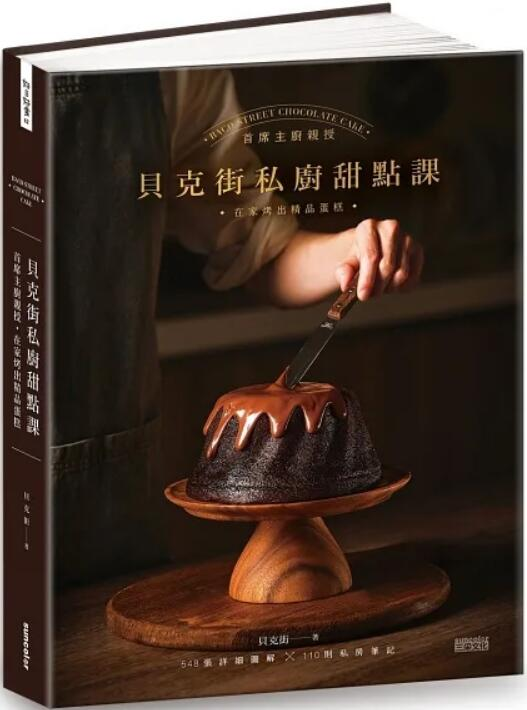 BACO STREET CHOCOLATE CAKE
首席主廚親授
貝克街私廚甜點課
•在家烤出精品蛋糕•
貝克街——著
548張詳細圖解×110則私房筆記
suncolor
三采文化
BACO STREET
CHOCOLATE
CAKE
貝克街私廚甜點課
首席主廚親授•在家烤出精品蛋糕
貝克街——著
suncolor